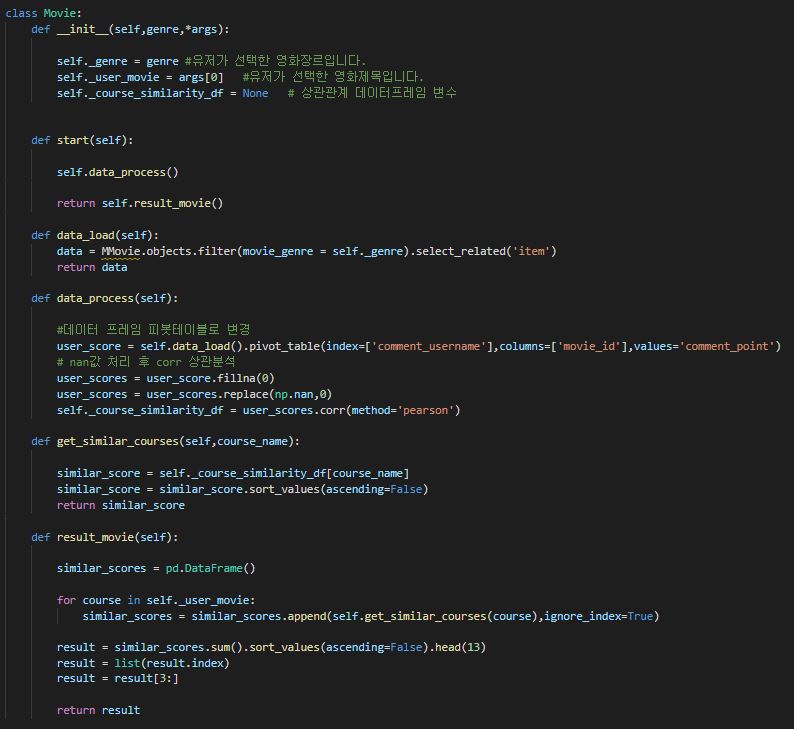 class Movie:
def __init__(self,genre,*args):
self._genre = genre #유저가 선택한 영화장르입니다.
self._user_movie = args[0] #유저가 선택한 영화제목입니다.
self._course_similarity_df = None # 상관관계 데이터프레임 변수
def start(self):
self.data_process()
return self.result_movie()
def data_load(self):
data = MMovie.objects.filter(movie_genre = self._genre).select_related('item')
return data
def data_process(self):
#데이터 프레임 피봇테이블로 변경
user_score = self.data_load().pivot_table(index=['comment_username'],columns=['movie_id'],values='comment_point')
# nan값 처리 후 corr 상관분석
user_scores = user_score.fillna(0)
user_scores = user_scores.replace(np.nan,0)
self._course_similarity_df = user_scores.corr(method='pearson')
def get_similar_courses(self,course_name):
similar_score = self._course_similarity_df[course_name]
similar_score = similar_score.sort_values(ascending=False)
return similar_score
def result_movie(self):
similar_scores = pd.DataFrame()
for course in self._user_movie:
similar_scores = similar_scores.append(self.get_similar_courses(course),ignore_index=True)
result = similar_scores.sum().sort_values(ascending=False).head(13)
result = list(result.index)
result = result[3:]
return result